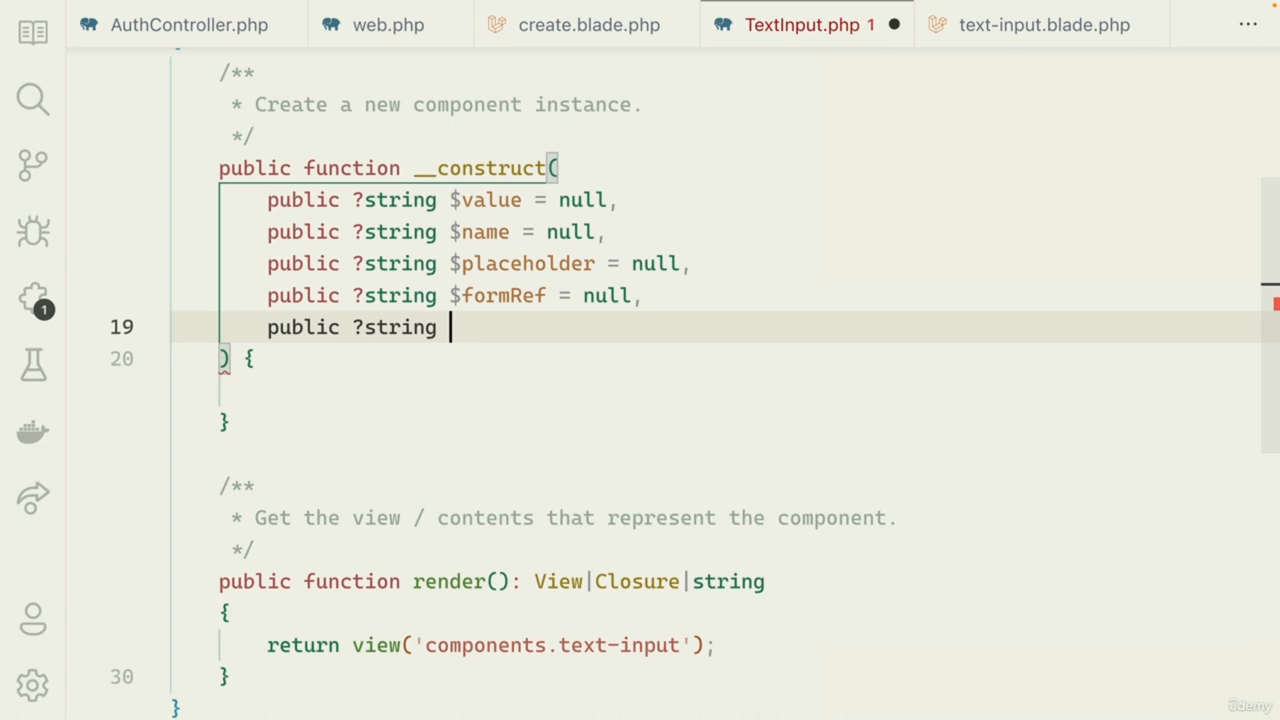 AuthController.php web.php create.blade.php TextInput.php 1 text-input.blade.php
/**
* Create a new component instance.
*/
public function __construct(
public ?string $value = null,
public ?string $name = null,
public ?string $placeholder = null,
public ?string $formRef = null,
19 public ?string
20 ) {
}
/**
* Get the view / contents that represent the component.
*/
public function render(): View|Closure|string
{
return view('components.text-input');
30 }
}
1
ûdemy